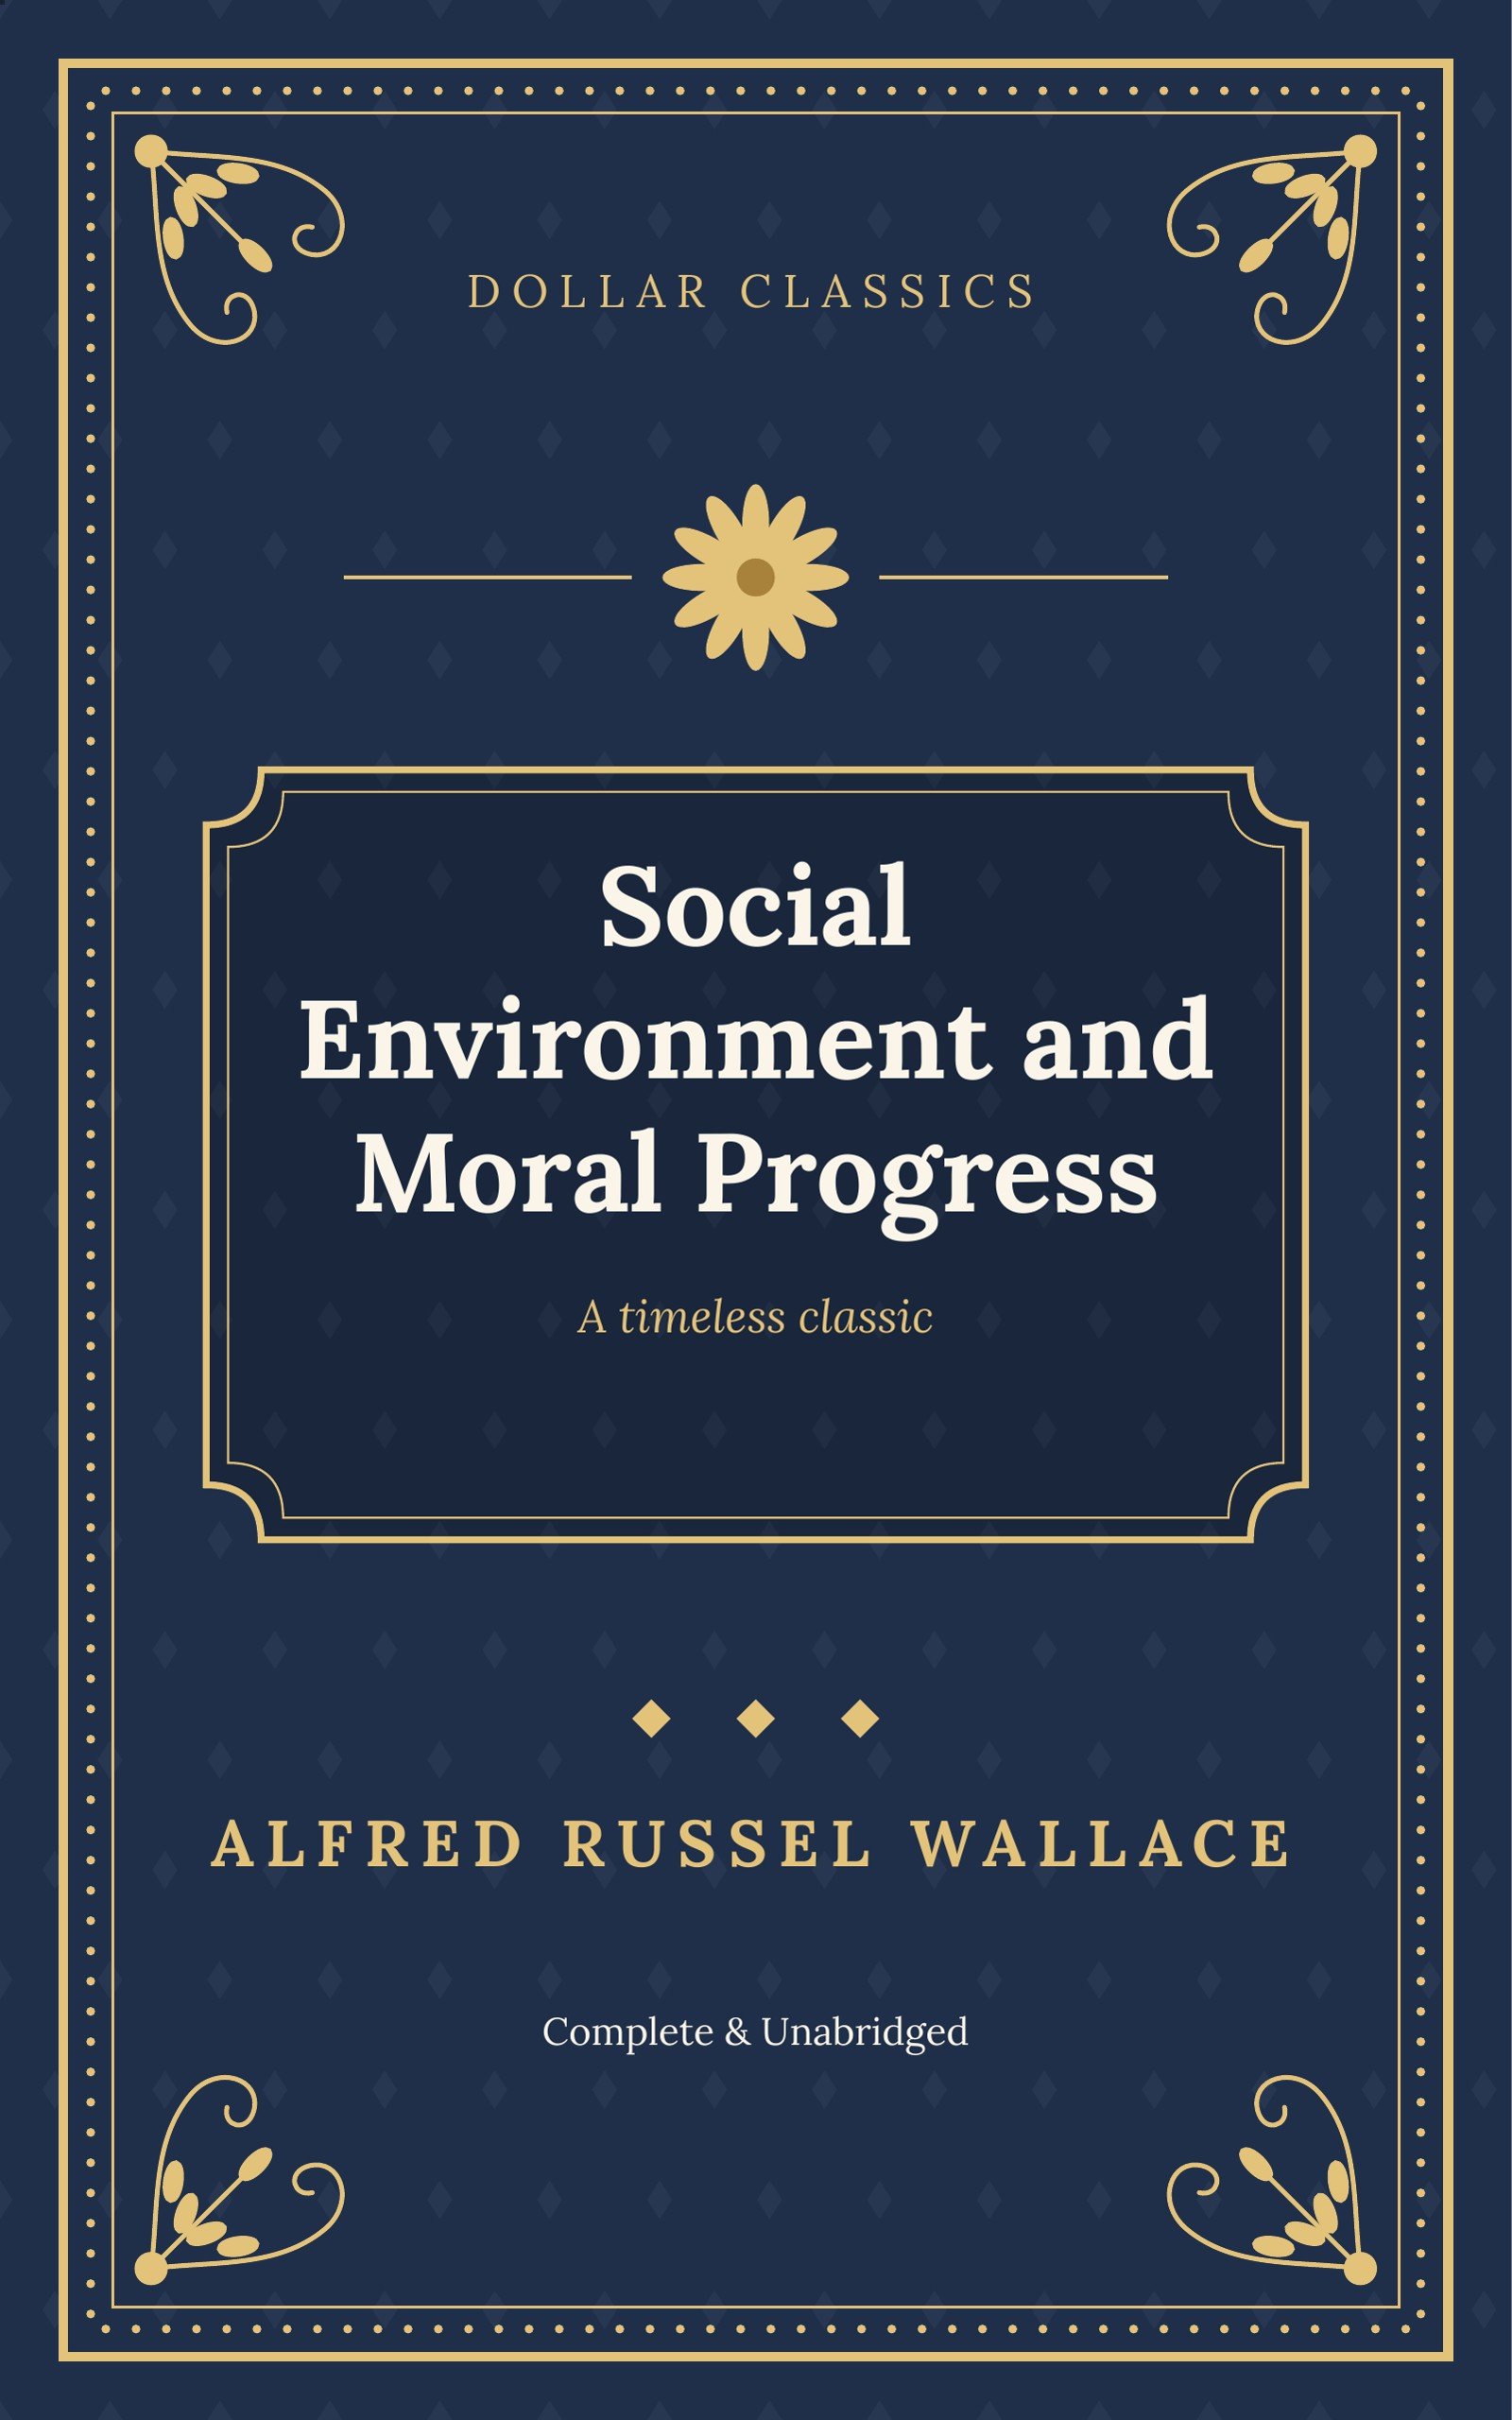 DOLLAR CLASSICS
Social
Environment and
Moral Progress
A timeless classic
ALFRED RUSSEL WALLACE
Complete & Unabridged